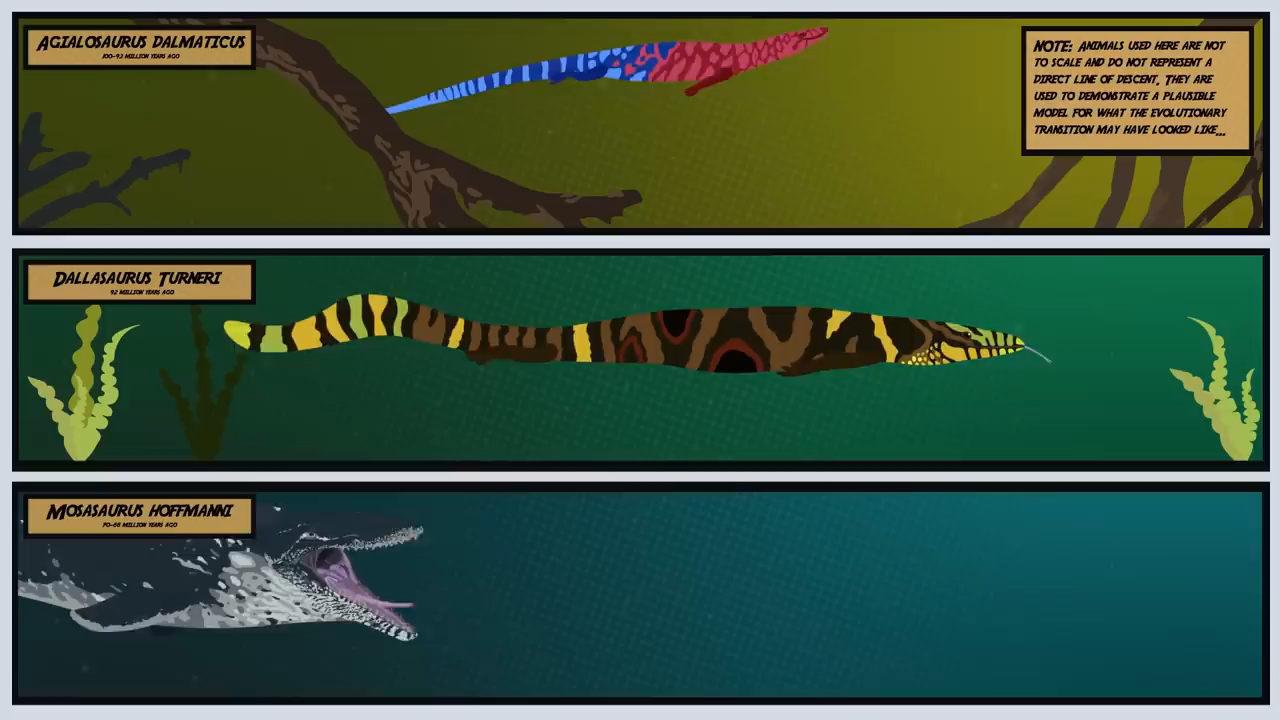 Agialosaurus dalmaticus
100-93 million years ago
NOTE: Animals used here are not
to scale and do not represent a
direct line of descent. They are
used to demonstrate a plausible
model for what the evolutionary
transition may have looked like...
Dallasaurus Turneri
92 million years ago
Mosasaurus hoffmanni
70-66 million years ago